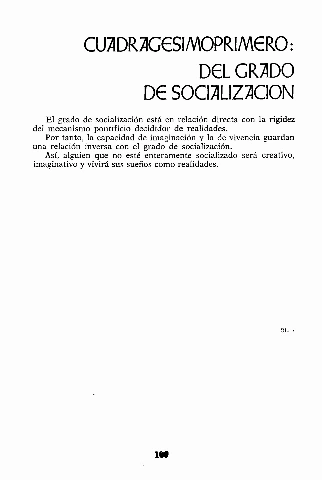 CUADRAGESIMOPRIMERO:
DEL GRADO
DE SOCIALIZACION
El grado de socialización está en relación directa con la rigidez
del mecanismo pontificio decididor de realidades.
Por tanto, la capacidad de imaginación y la de vivencia guardan
una relación inversa con el grado de socialización.
Así, alguien que no esté enteramente socializado será creativo,
imaginativo y vivirá sus sueños como realidades.